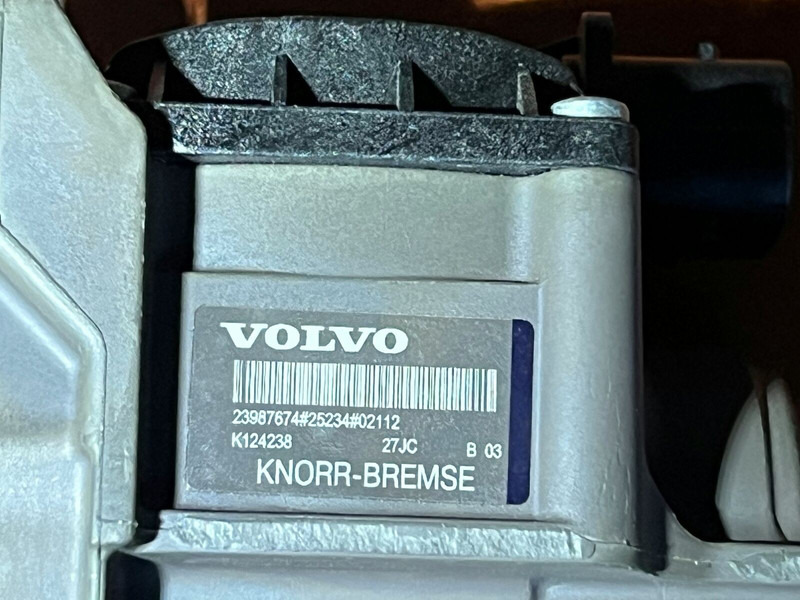 VOLVO
23987674#25234#02112
K124238 27JC B 03
KNORR-BREMSE